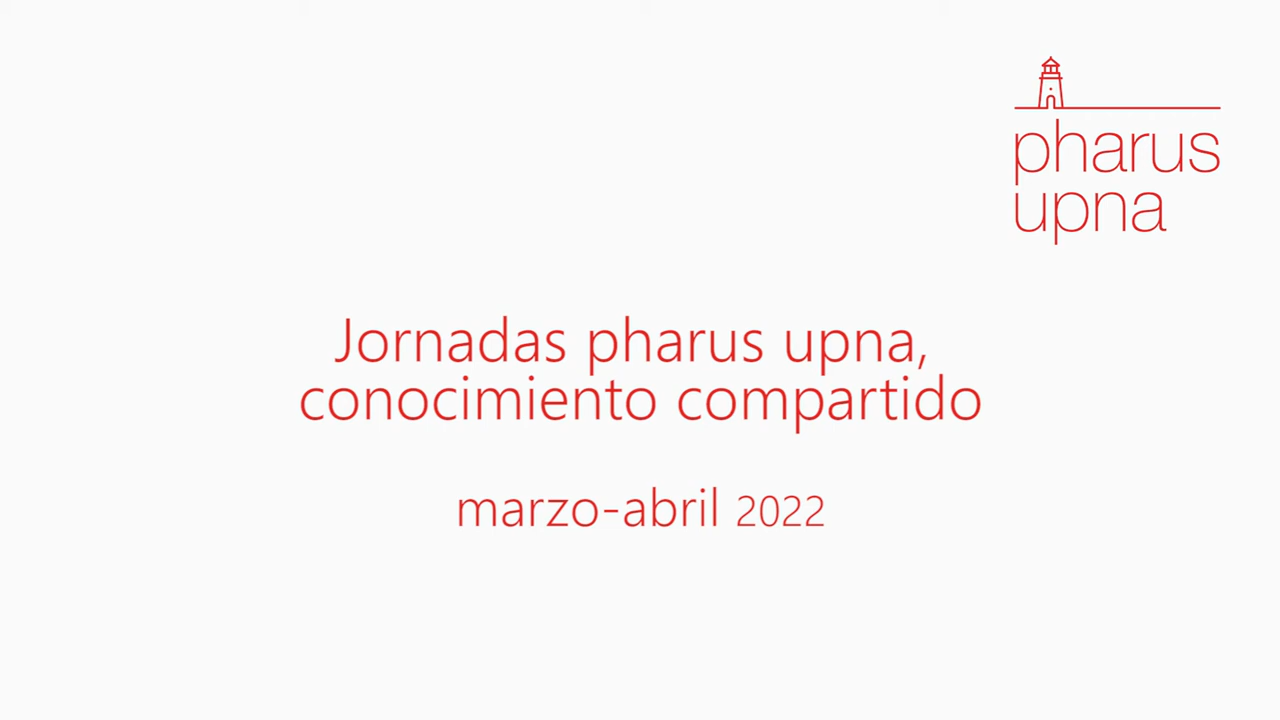 pharus
upna
Jornadas pharus upna,
conocimiento compartido
marzo-abril 2022